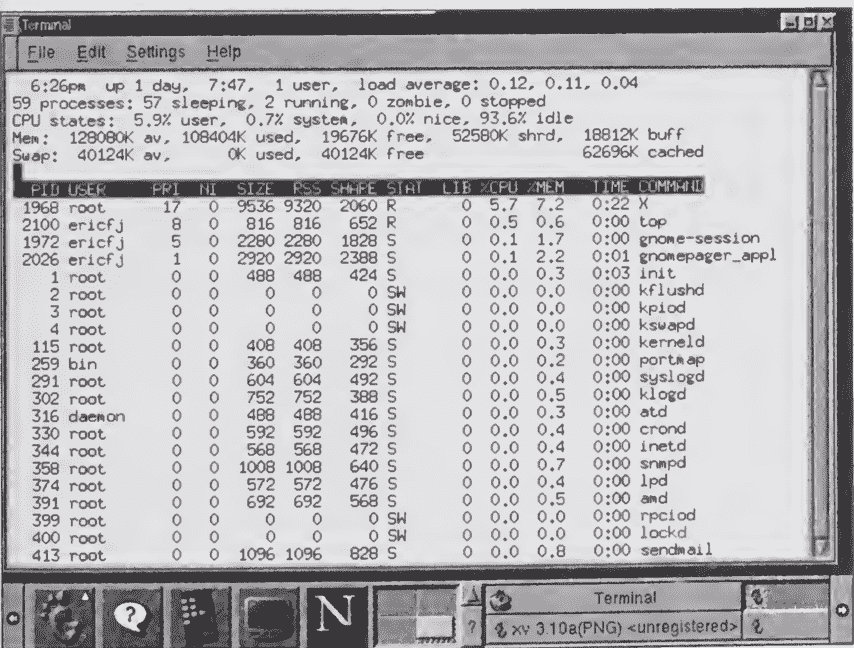 Terminal
File Edit Settings Help
6:26pm up 1 day, 7:47, 1 user, load average: 0.12, 0.11, 0.04
59 processes: 57 sleeping, 2 running, 0 zombie, 0 stopped
CPU states: 5.9% user, 0.7% system, 0.0% nice, 93.6% idle
Mem: 128080K av, 108404K used, 19676K free, 52580K shrd, 18812K buff
Swap: 40124K av, 0K used, 40124K free 62696K cached
PID USER PRI NI SIZE RSS SHARE STAT LIB %CPU %MEM TIME COMMAND
1968 root 17 0 9536 9320 2060 R 0 5.7 7.2 0:22 X
2100 ericfj 8 0 816 816 652 R 0 0.5 0.6 0:00 top
1972 ericfj 5 0 2280 2280 1828 S 0 0.1 1.7 0:00 gnome-session
2026 ericfj 1 0 2920 2920 2388 S 0 0.1 2.2 0:01 gnomepager_appl
1 root 0 0 488 488 424 S 0 0.0 0.3 0:03 init
2 root 0 0 0 0 0 SW 0 0.0 0.0 0:00 kflushd
3 root 0 0 0 0 0 SW 0 0.0 0.0 0:00 kpiod
4 root 0 0 0 0 0 SW 0 0.0 0.0 0:00 kswapd
115 root 0 0 408 408 356 S 0 0.0 0.3 0:00 kerneld
259 bin 0 0 360 360 292 S 0 0.0 0.2 0:00 portmap
291 root 0 0 604 604 492 S 0 0.0 0.4 0:00 syslogd
302 root 0 0 752 752 388 S 0 0.0 0.5 0:00 klogd
316 daemon 0 0 488 488 416 S 0 0.0 0.3 0:00 atd
330 root 0 0 592 592 496 S 0 0.0 0.4 0:00 crond
344 root 0 0 568 568 472 S 0 0.0 0.4 0:00 inetd
358 root 0 0 1008 1008 640 S 0 0.0 0.7 0:00 snmpd
374 root 0 0 572 572 476 S 0 0.0 0.4 0:00 lpd
391 root 0 0 692 692 568 S 0 0.0 0.5 0:00 amd
399 root 0 0 0 0 0 SW 0 0.0 0.0 0:00 rpciod
400 root 0 0 0 0 0 SW 0 0.0 0.0 0:00 lockd
413 root 0 0 1096 1096 828 S 0 0.0 0.8 0:00 sendmail
?
N
?
Terminal
xv 3.10a(PNG) <unregistered>